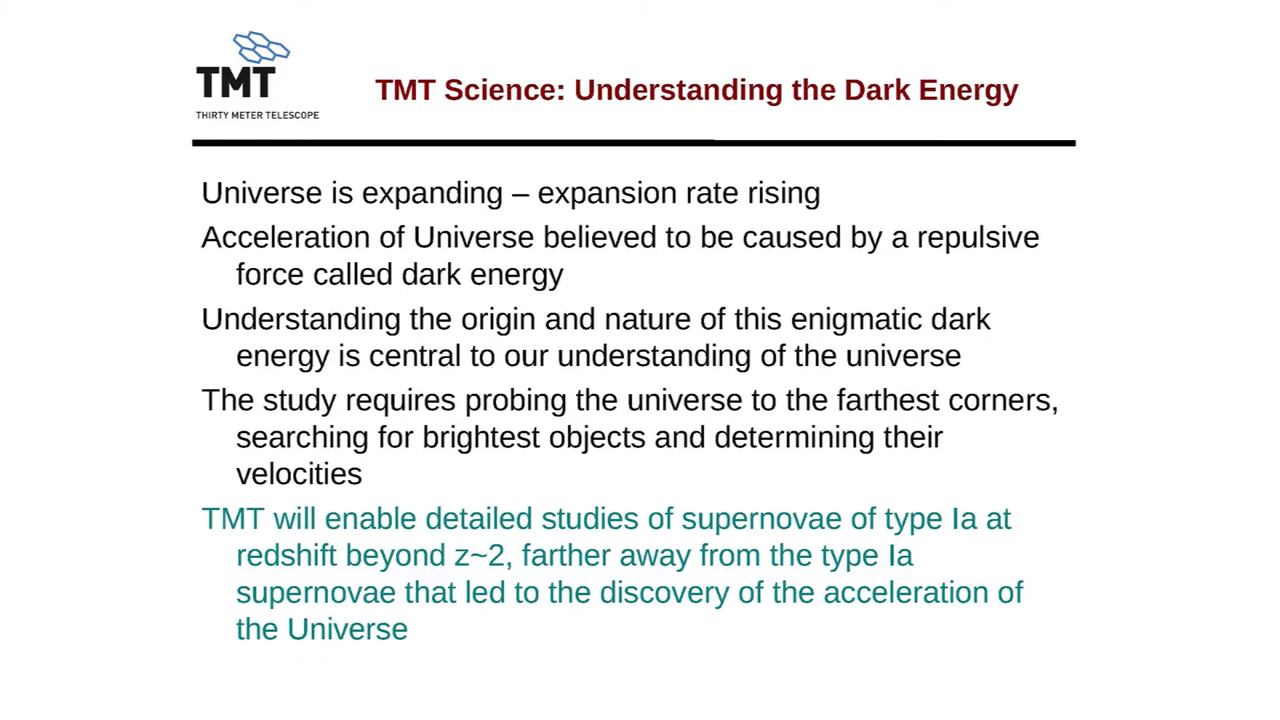 TMT
THIRTY METER TELESCOPE
TMT Science: Understanding the Dark Energy
Universe is expanding – expansion rate rising
Acceleration of Universe believed to be caused by a repulsive
force called dark energy
Understanding the origin and nature of this enigmatic dark
energy is central to our understanding of the universe
The study requires probing the universe to the farthest corners,
searching for brightest objects and determining their
velocities
TMT will enable detailed studies of supernovae of type Ia at
redshift beyond z~2, farther away from the type Ia
supernovae that led to the discovery of the acceleration of
the Universe